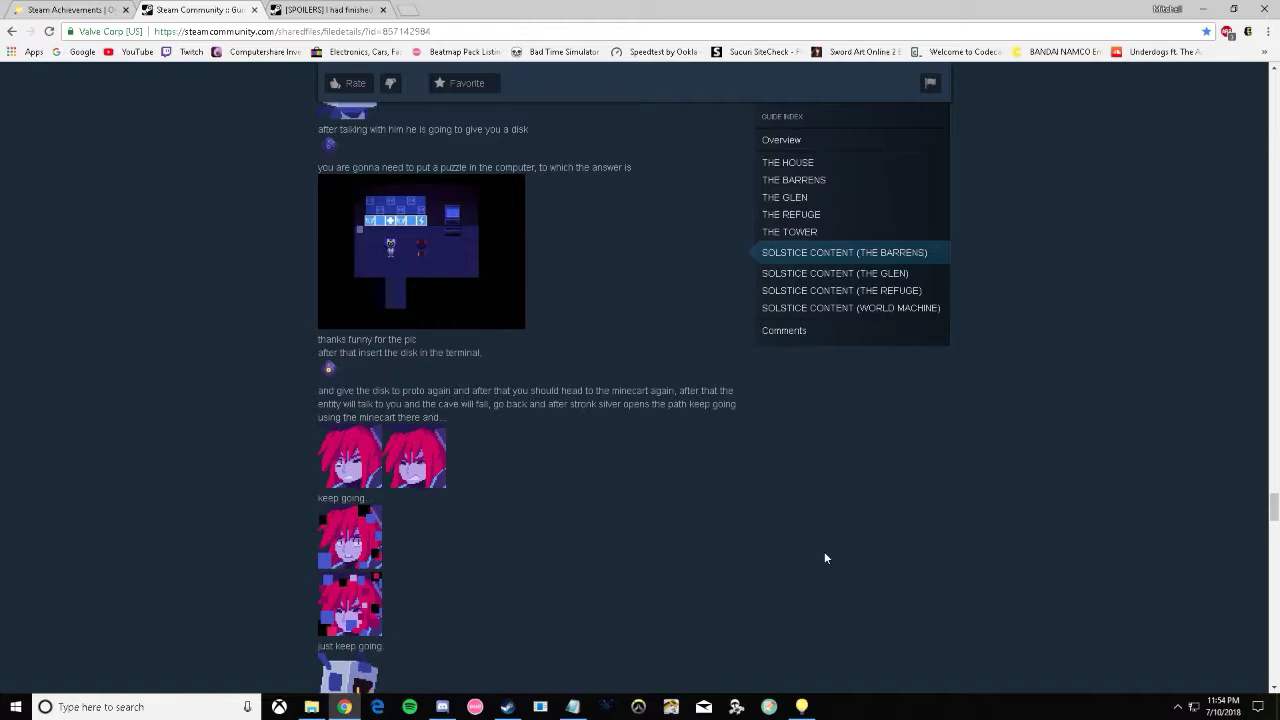 Steam Achievements | O
Steam Community :: Gui
[SPOILERS] I had finished
Mitchell
Valve Corp [US] | https://steamcommunity.com/sharedfiles/filedetails/?id=857142984
Apps Google YouTube Twitch Computershare Inve Beatmap Pack Listing Bad Time Simulator Speedtest by Ookla Sucuri SiteCheck - F Sword Art Online 2 E Welcome to Codeca BANDAI NAMCO En Underdogs ft. The Ar
Rate Favorite
after talking with him he is going to give you a disk
you are gonna need to put a puzzle in the computer, to which the answer is
thanks funny for the pic
after that insert the disk in the terminal,
and give the disk to proto again and after that you should head to the minecart again, after that the
entity will talk to you and the cave will fall, go back and after stronk silver opens the path keep going
using the minecart there and...
keep going...
just keep going.
GUIDE INDEX
Overview
THE HOUSE
THE BARRENS
THE GLEN
THE REFUGE
THE TOWER
SOLSTICE CONTENT (THE BARRENS)
SOLSTICE CONTENT (THE GLEN)
SOLSTICE CONTENT (THE REFUGE)
SOLSTICE CONTENT (WORLD MACHINE)
Comments
Type here to search
11:54 PM
7/10/2018